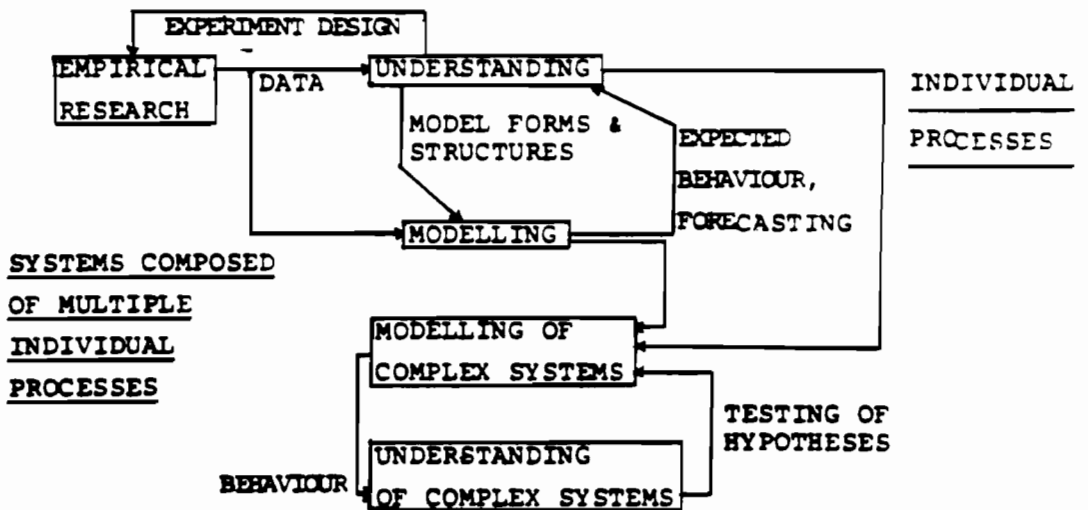 EXPERIMENT DESIGN
EMPIRICAL
RESEARCH
DATA
UNDERSTANDING
MODEL FORMS &
STRUCTURES
EXPECTED
BEHAVIOUR,
FORECASTING
INDIVIDUAL
PROCESSES
MODELLING
SYSTEMS COMPOSED
OF MULTIPLE
INDIVIDUAL
PROCESSES
MODELLING OF
COMPLEX SYSTEMS
TESTING OF
HYPOTHESES
BEHAVIOUR
UNDERSTANDING
OF COMPLEX SYSTEMS